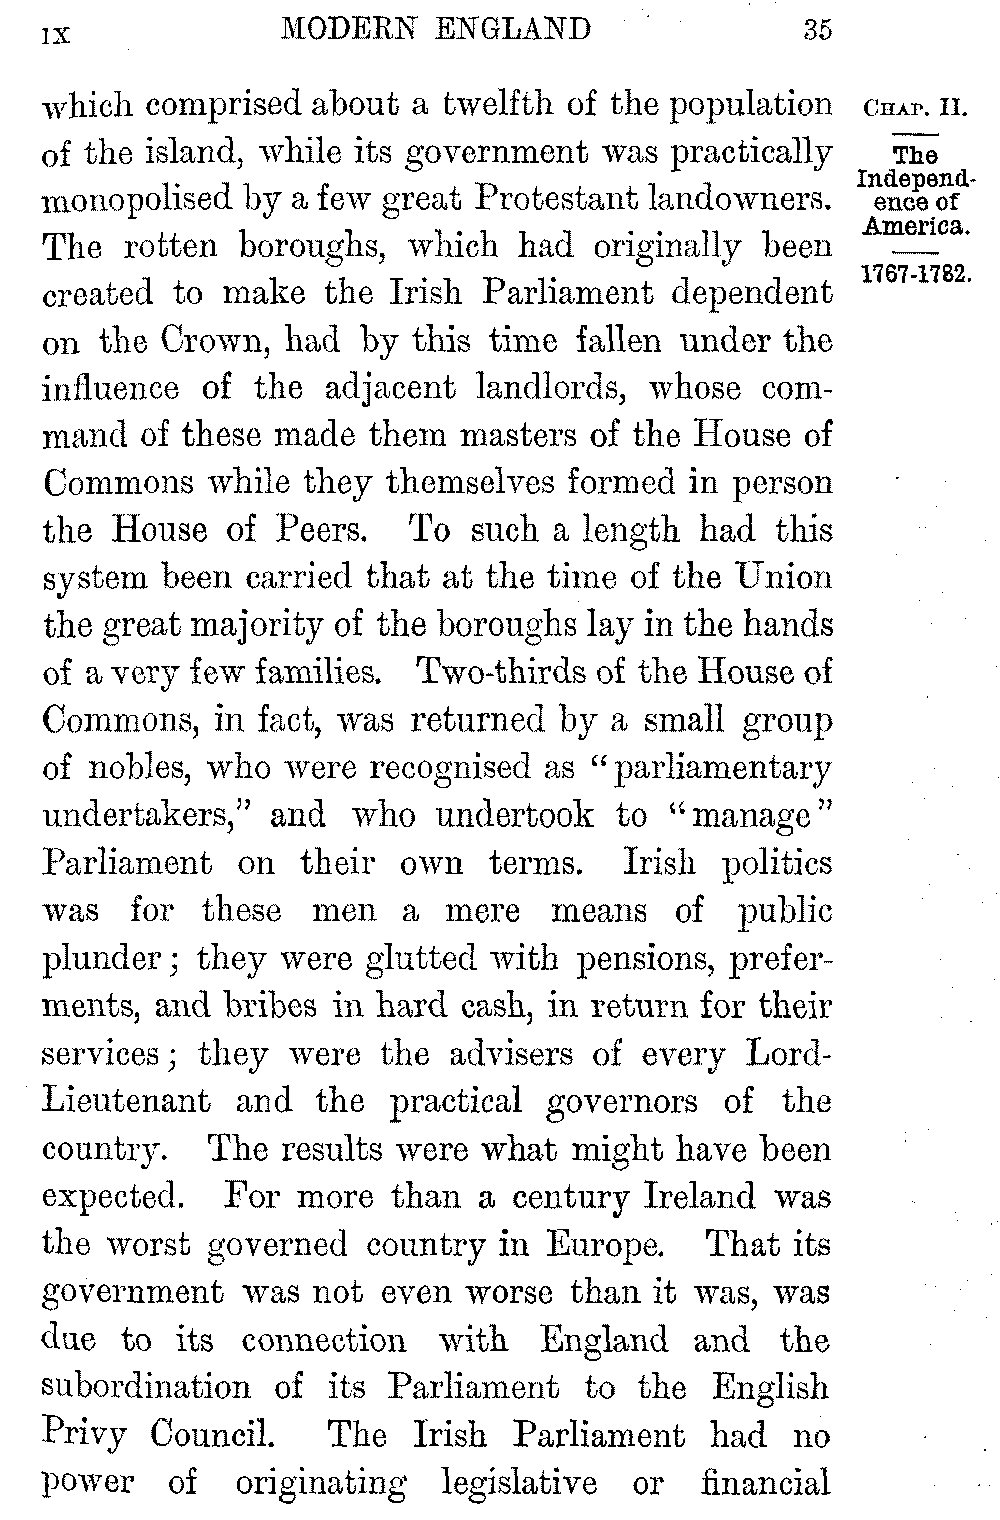 IX MODERN ENGLAND 35
which comprised about a twelfth of the population
of the island, while its government was practically
monopolised by a few great Protestant landowners.
The rotten boroughs, which had originally been
created to make the Irish Parliament dependent
on the Crown, had by this time fallen under the
influence of the adjacent landlords, whose com-
mand of these made them masters of the House of
Commons while they themselves formed in person
the House of Peers. To such a length had this
system been carried that at the time of the Union
the great majority of the boroughs lay in the hands
of a very few families. Two-thirds of the House of
Commons, in fact, was returned by a small group
of nobles, who were recognised as "parliamentary
undertakers," and who undertook to "manage"
Parliament on their own terms. Irish politics
was for these men a mere means of public
plunder; they were glutted with pensions, prefer-
ments, and bribes in hard cash, in return for their
services; they were the advisers of every Lord-
Lieutenant and the practical governors of the
country. The results were what might have been
expected. For more than a century Ireland was
the worst governed country in Europe. That its
government was not even worse than it was, was
due to its connection with England and the
subordination of its Parliament to the English
Privy Council. The Irish Parliament had no
power of originating legislative or financial
CHAP. II.
The
Independ-
ence of
America.
1767-1782.